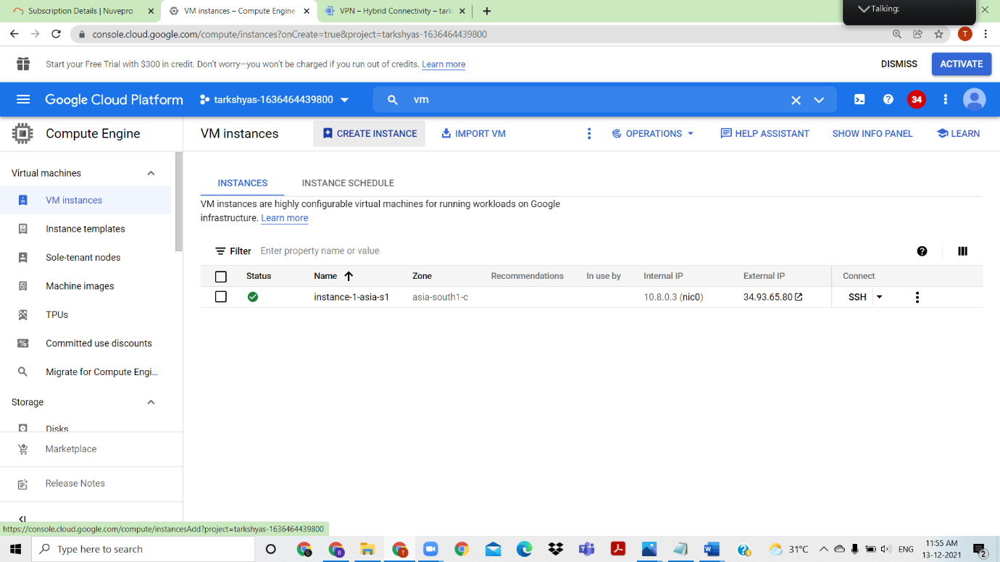 Subscription Details | Nuvepro
VM instances – Compute Engine
VPN – Hybrid Connectivity – tark
Talking:
console.cloud.google.com/compute/instances?onCreate=true&project=tarkshyas-1636464439800
T
Start your Free Trial with $300 in credit. Don't worry—you won't be charged if you run out of credits. Learn more
DISMISS
ACTIVATE
Google Cloud Platform
tarkshyas-1636464439800
vm
34
Compute Engine
VM instances
CREATE INSTANCE
IMPORT VM
OPERATIONS
HELP ASSISTANT
SHOW INFO PANEL
LEARN
Virtual machines
VM instances
Instance templates
Sole-tenant nodes
Machine images
TPUs
Committed use discounts
Migrate for Compute Engi...
Storage
Disks
Marketplace
Release Notes
INSTANCES
INSTANCE SCHEDULE
VM instances are highly configurable virtual machines for running workloads on Google
infrastructure. Learn more
Filter Enter property name or value
Status Name Zone Recommendations In use by Internal IP External IP Connect
instance-1-asia-s1 asia-south1-c 10.8.0.3 (nic0) 34.93.65.80 SSH
https://console.cloud.google.com/compute/instancesAdd?project=tarkshyas-1636464439800
Type here to search
31°C
ENG
11:55 AM
13-12-2021
2